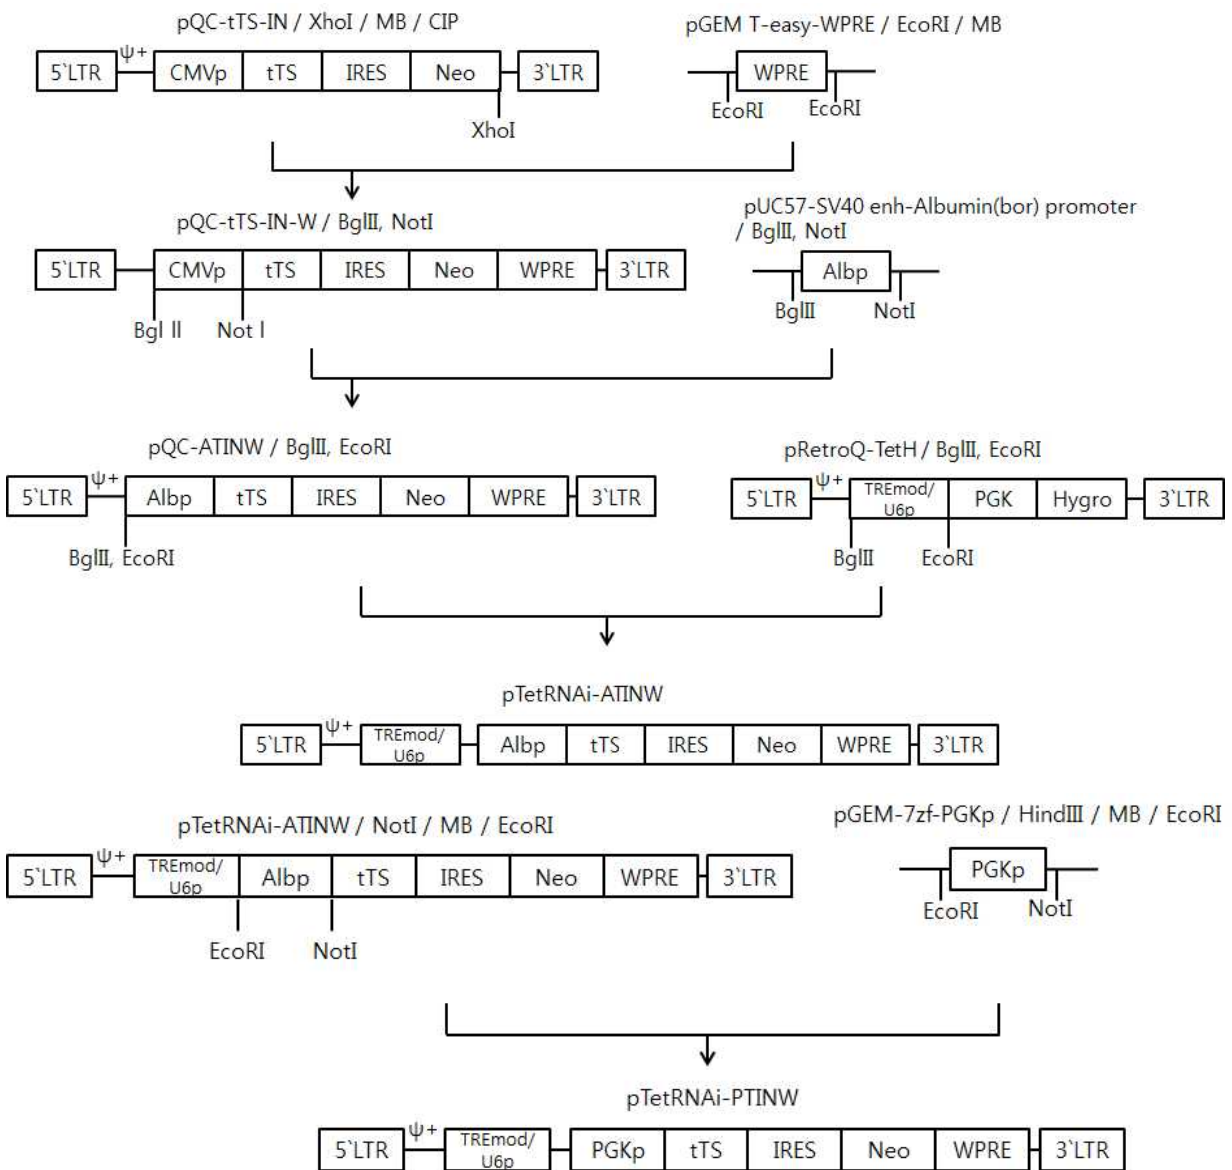 pQC-tTS-IN / XhoI / MB / CIP
pGEM T-easy-WPRE / EcoRI / MB
5`LTR ψ+ CMVp tTS IRES Neo 3`LTR
WPRE
EcoRI EcoRI
XhoI
pQC-tTS-IN-W / BglII, NotI
pUC57-SV40 enh-Albumin(bor) promoter
/ BglII, NotI
5`LTR CMVp tTS IRES Neo WPRE 3`LTR
Albp
Bgl II Not I
BglII NotI
pQC-ATINW / BglII, EcoRI
pRetroQ-TetH / BglII, EcoRI
5`LTR ψ+ Albp tTS IRES Neo WPRE 3`LTR
5`LTR ψ+ TREmod/
U6p PGK Hygro 3`LTR
BglII, EcoRI
BglII EcoRI
pTetRNAi-ATINW
5`LTR ψ+ TREmod/
U6p Albp tTS IRES Neo WPRE 3`LTR
pTetRNAi-ATINW / NotI / MB / EcoRI
pGEM-7zf-PGKp / HindIII / MB / EcoRI
5`LTR ψ+ TREmod/
U6p Albp tTS IRES Neo WPRE 3`LTR
PGKp
EcoRI NotI
EcoRI NotI
pTetRNAi-PTINW
5`LTR ψ+ TREmod/
U6p PGKp tTS IRES Neo WPRE 3`LTR